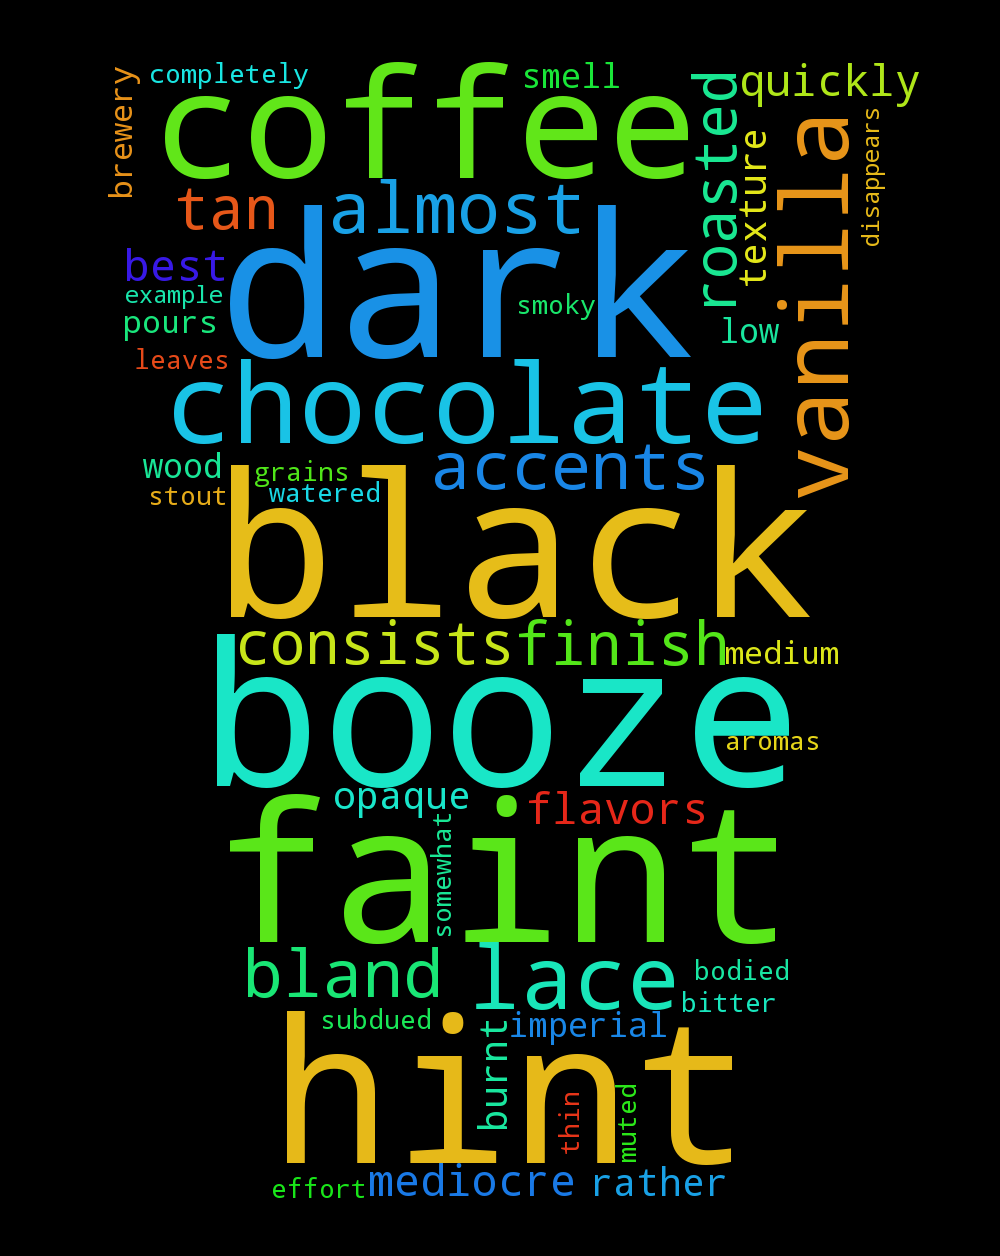 brewery
completely
coffee
smell
roasted
quickly
texture
vanilla
disappears
tan
almost
best
dark
example
smoky
pours
low
leaves
chocolate
wood
grains
accents
stout
watered
black
consists
finish
medium
booze
aromas
opaque
flavors
faint
somewhat
bland
lace
bodied
bitter
subdued
imperial
burnt
hint
thin
muted
effort
mediocre
rather